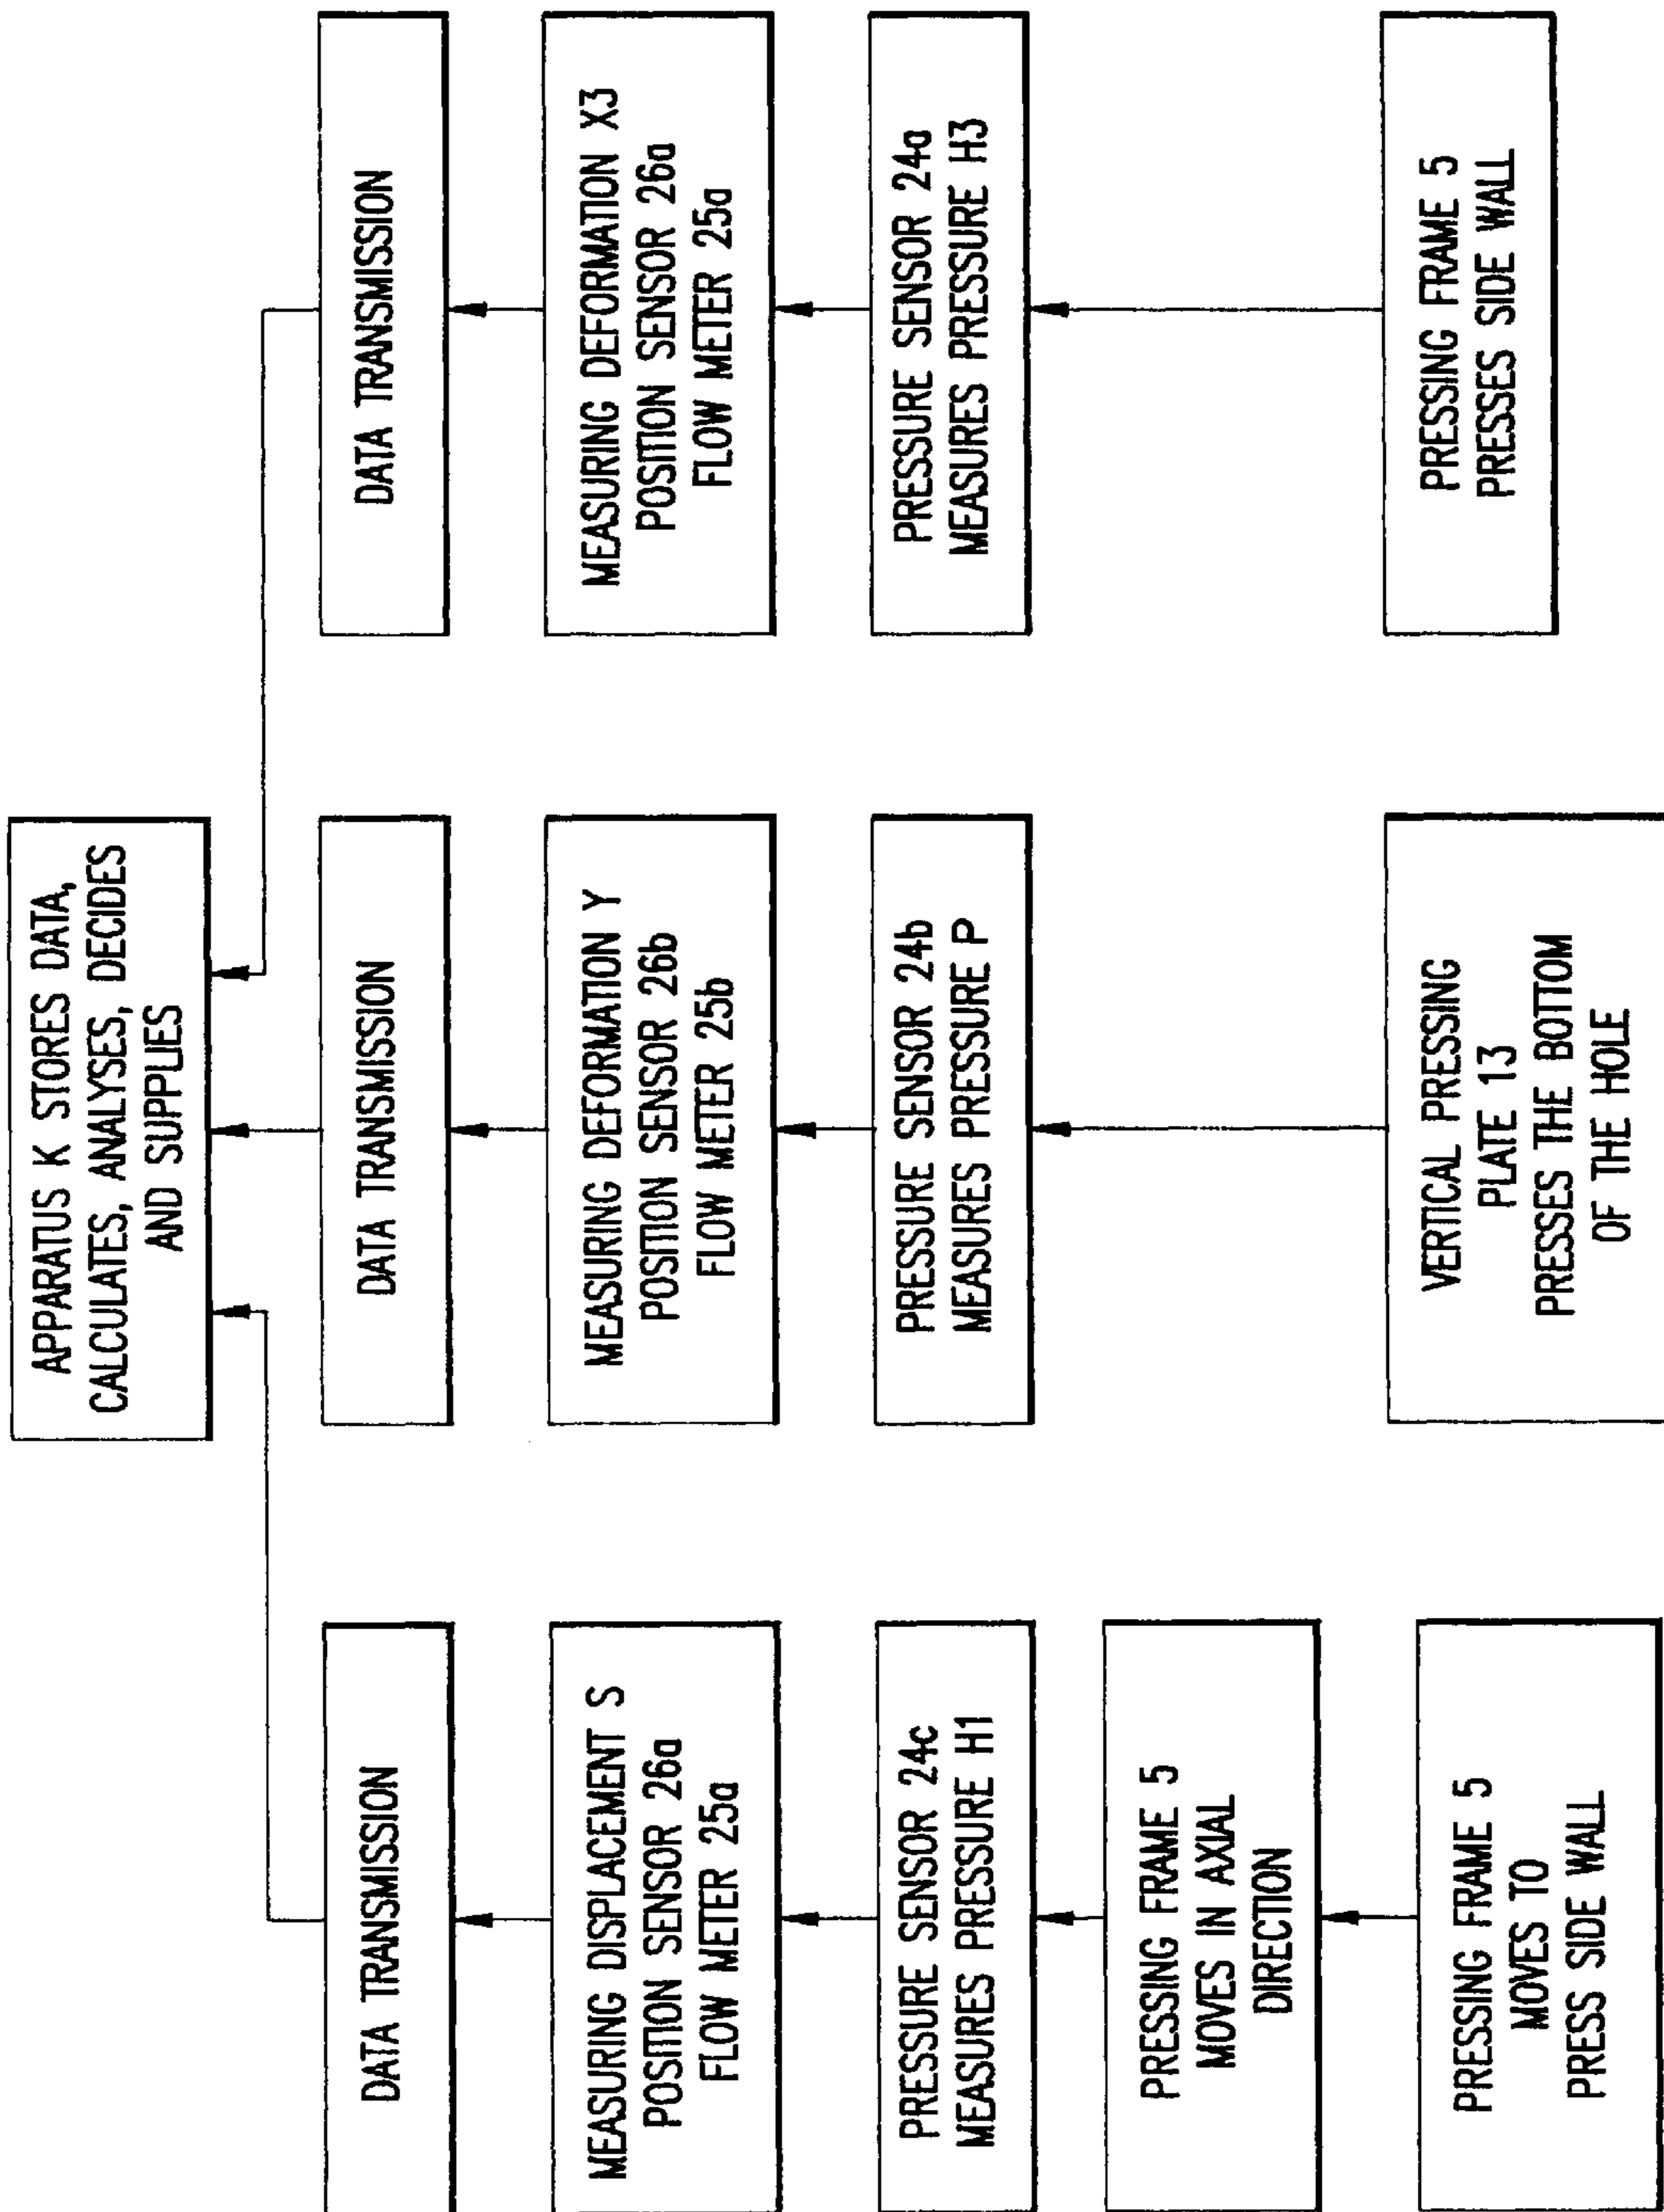 APPARATUS K STORES DATA,
CALCULATES, ANALYSES, DECIDES
AND SUPPLIES
DATA TRANSMISSION
MEASURING DISPLACEMENT S
POSITION SENSOR 26a
FLOW METER 25a
PRESSURE SENSOR 24c
MEASURES PRESSURE H1
PRESSING FRAME 5
MOVES IN AXIAL
DIRECTION
PRESSING FRAME 5
MOVES TO
PRESS SIDE WALL
DATA TRANSMISSION
MEASURING DEFORMATION Y
POSITION SENSOR 26b
FLOW METER 25b
PRESSURE SENSOR 24b
MEASURES PRESSURE P
VERTICAL PRESSING
PLATE 13
PRESSES THE BOTTOM
OF THE HOLE
DATA TRANSMISSION
MEASURING DEFORMATION X3
POSITION SENSOR 26a
FLOW METER 25a
PRESSURE SENSOR 24a
MEASURES PRESSURE H3
PRESSING FRAME 5
PRESSES SIDE WALL